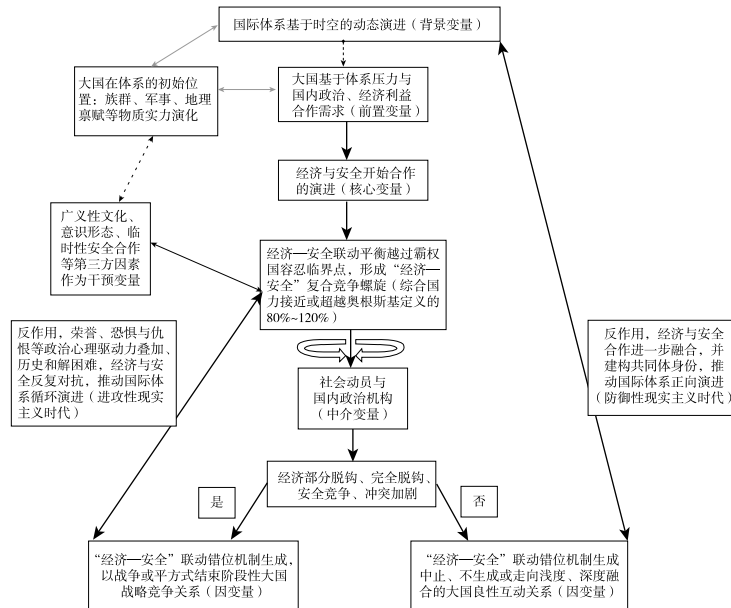 国际体系基于时空的动态演进（背景变量）
大国在体系的初始位
置：族群、军事、地理
禀赋等物质实力演化
大国基于体系压力与
国内政治、经济利益
合作需求（前置变量）
经济与安全开始合作
的演进（核心变量）
广义性文化、
意识形态、临
时性安全合作
等第三方因素
作为干预变量
经济—安全联动平衡越过霸权
国容忍临界点，形成“经济—
安全”复合竞争螺旋（综合国
力接近或超越奥根斯基定义的
80%~120%）
反作用，荣誉、恐惧与仇
恨等政治心理驱动力叠加、
历史和解困难，经济与安
全反复对抗，推动国际体
系循环演进（进攻性现实
主义时代）
反作用，经济与安全
合作进一步融合，并
建构共同体身份，推
动国际体系正向演进
（防御性现实主义时代）
社会动员与
国内政治机构
（中介变量）
经济部分脱钩、完全脱钩、
安全竞争、冲突加剧
是
否
“经济—安全”联动错位机制生成，
以战争或平方式结束阶段性大国
战略竞争关系（因变量）
“经济—安全”联动错位机制生成
中止、不生成或走向浅度、深度融
合的大国良性互动关系（因变量）